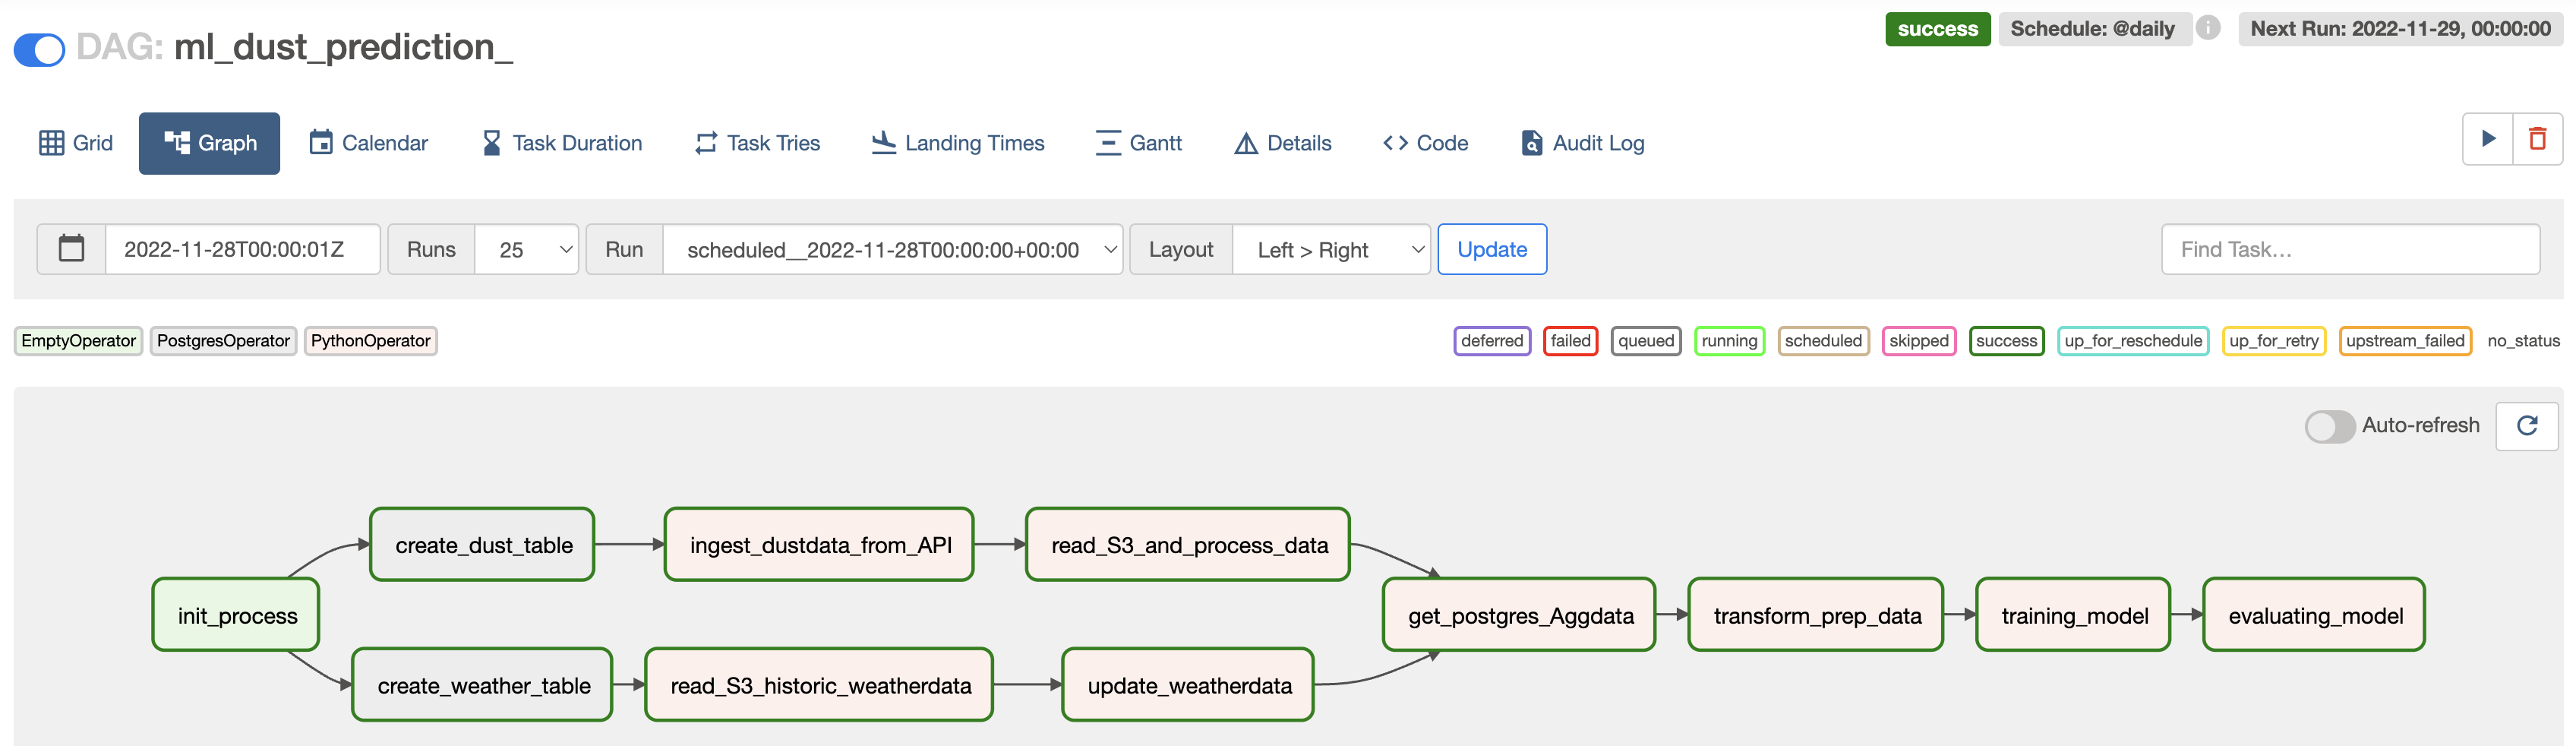 DAG: ml_dust_prediction_
success Schedule: @daily Next Run: 2022-11-29, 00:00:00
Grid Graph Calendar Task Duration Task Tries Landing Times Gantt Details Code Audit Log
2022-11-28T00:00:01Z Runs 25 Run scheduled__2022-11-28T00:00:00+00:00 Layout Left > Right Update Find Task...
EmptyOperator PostgresOperator PythonOperator deferred failed queued running scheduled skipped success up_for_reschedule up_for_retry upstream_failed no_status
Auto-refresh
create_dust_table ingest_dustdata_from_API read_S3_and_process_data
init_process get_postgres_Aggdata transform_prep_data training_model evaluating_model
create_weather_table read_S3_historic_weatherdata update_weatherdata